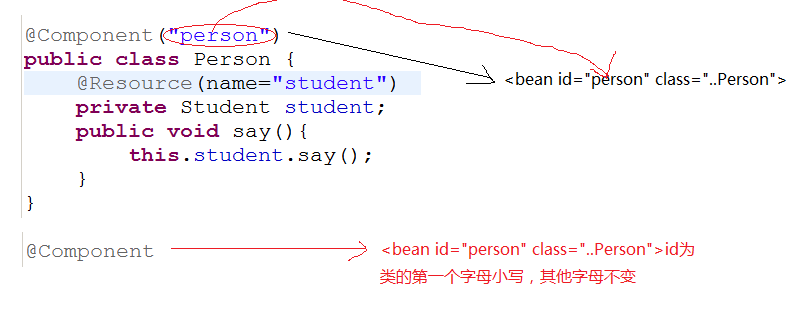 @Component("person")
public class Person {
@Resource(name="student")
private Student student;
public void say(){
this.student.say();
}
}
<bean id="person" class="..Person">
@Component
<bean id="person" class="..Person">id为
类的第一个字母小写，其他字母不变